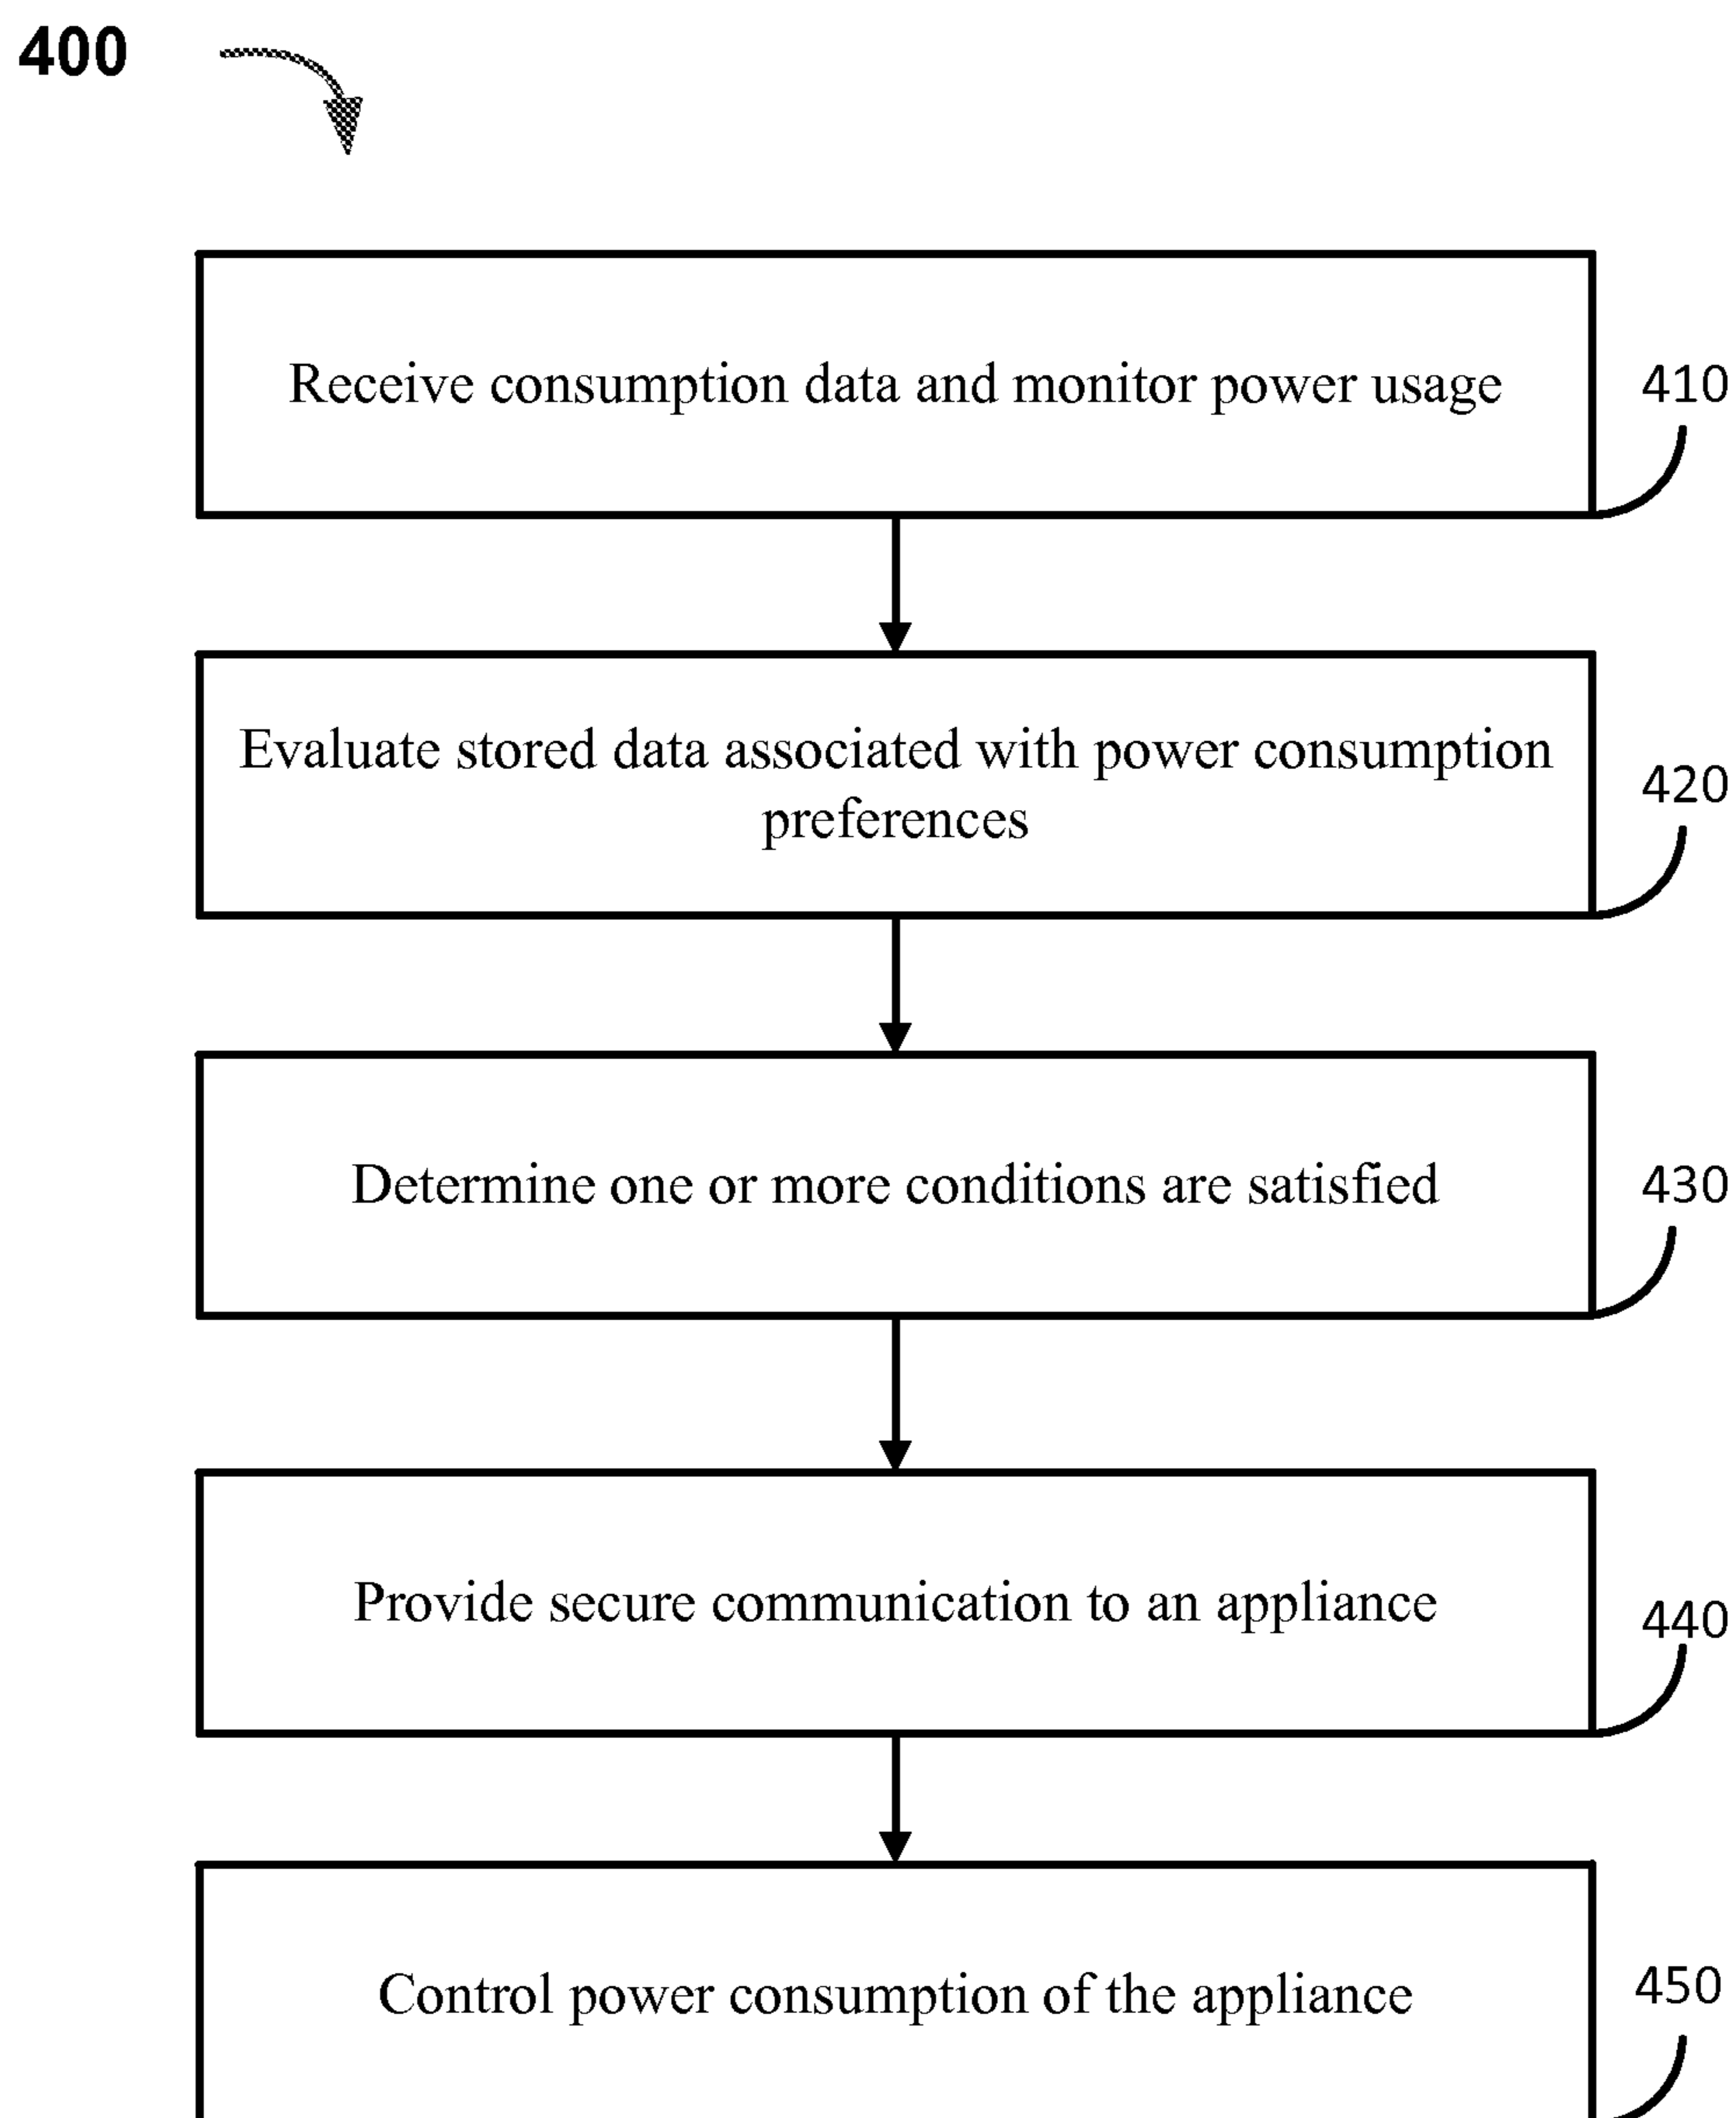 400
Receive consumption data and monitor power usage
410
Evaluate stored data associated with power consumption
preferences
420
Determine one or more conditions are satisfied
430
Provide secure communication to an appliance
440
Control power consumption of the appliance
450